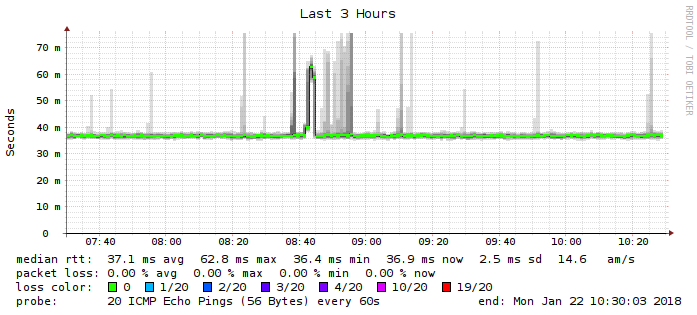 Last 3 Hours
RRDTOOL / TOBI OETIKER
Seconds
70 m
60 m
50 m
40 m
30 m
20 m
10 m
0
07:40 08:00 08:20 08:40 09:00 09:20 09:40 10:00 10:20
median rtt: 37.1 ms avg 62.8 ms max 36.4 ms min 36.9 ms now 2.5 ms sd 14.6 am/s
packet loss: 0.00 % avg 0.00 % max 0.00 % min 0.00 % now
loss color: 0 1/20 2/20 3/20 4/20 10/20 19/20
probe: 20 ICMP Echo Pings (56 Bytes) every 60s end: Mon Jan 22 10:30:03 2018